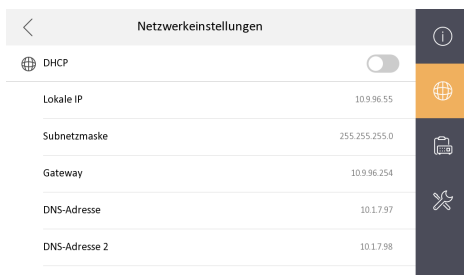 Netzwerkeinstellungen
DHCP
Lokale IP 10.9.96.55
Subnetzmaske 255.255.255.0
Gateway 10.9.96.254
DNS-Adresse 10.1.7.97
DNS-Adresse 2 10.1.7.98